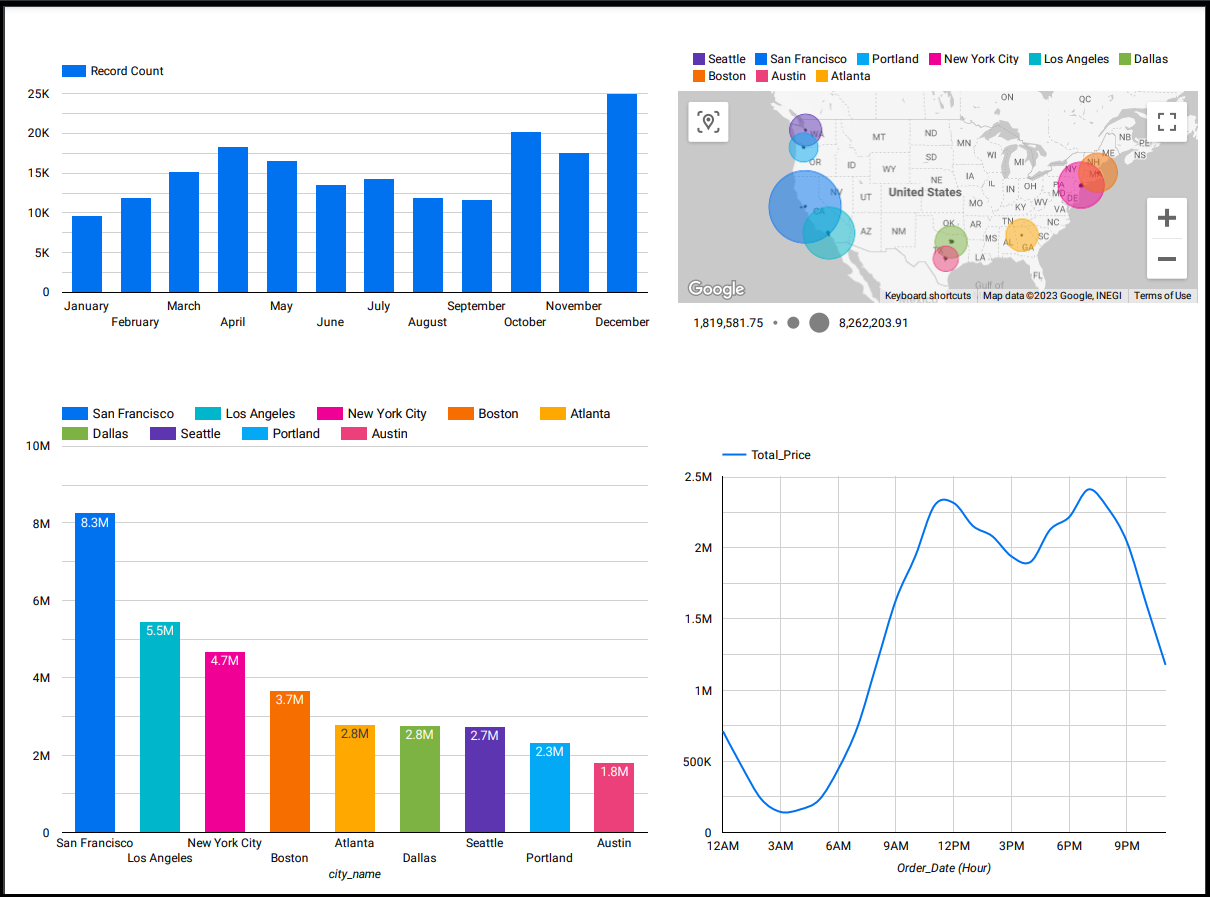 Record Count
25K
20K
15K
10K
5K
0
January March May July September November
February April June August October December
Seattle San Francisco Portland New York City Los Angeles Dallas
Boston Austin Atlanta
ON QC
WA MT ND MN NB PE
OR ID SD WI MI NH ME NS
WY NY
NV NE IA PA
United States
UT IL IN OH MD DE
CA MO KY WV VA
AZ NM OK AR TN NC
MS AL GA SC
LA
FL
Gulf of
Google
Keyboard shortcuts Map data ©2023 Google, INEGI Terms of Use
1,819,581.75 8,262,203.91
San Francisco Los Angeles New York City Boston Atlanta
Dallas Seattle Portland Austin
10M
8M
6M
4M
2M
0
8.3M
5.5M
4.7M
3.7M
2.8M
2.8M
2.7M
2.3M
1.8M
San Francisco New York City Atlanta Seattle Austin
Los Angeles Boston Dallas Portland
city_name
Total_Price
2.5M
2M
1.5M
1M
500K
0
12AM 3AM 6AM 9AM 12PM 3PM 6PM 9PM
Order_Date (Hour)